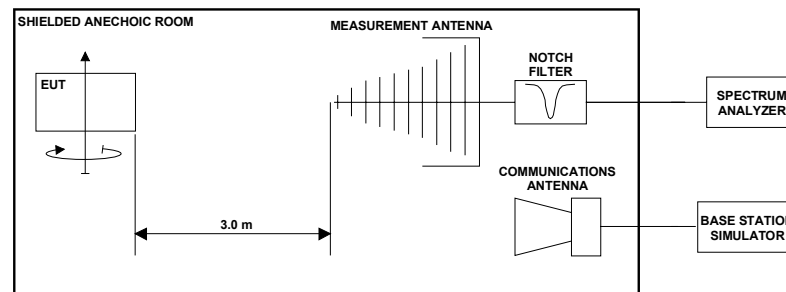 SHIELDED ANECHOIC ROOM
MEASUREMENT ANTENNA
EUT
NOTCH
FILTER
SPECTRUM
ANALYZER
COMMUNICATIONS
ANTENNA
3.0 m
BASE STATION
SIMULATOR